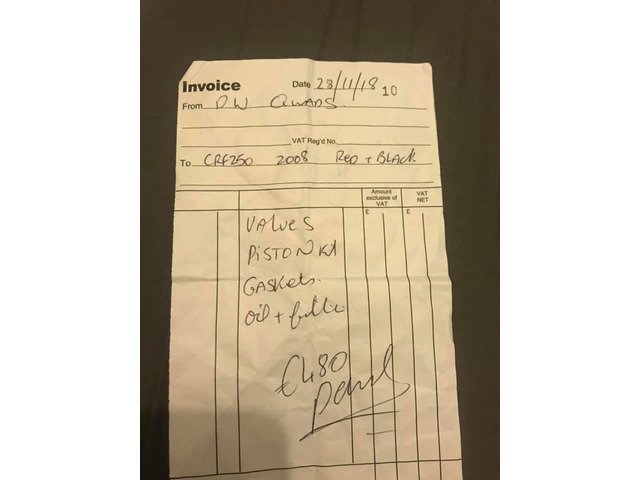 Invoice Date 28/11/18 10
From DW QUADS
VAT Reg'd No.
To CRF250 2008 RED + BLACK
Amount exclusive of VAT
VAT NET
£ £
VALVES
PISTON Kit
GASKets.
oil + filter
£480